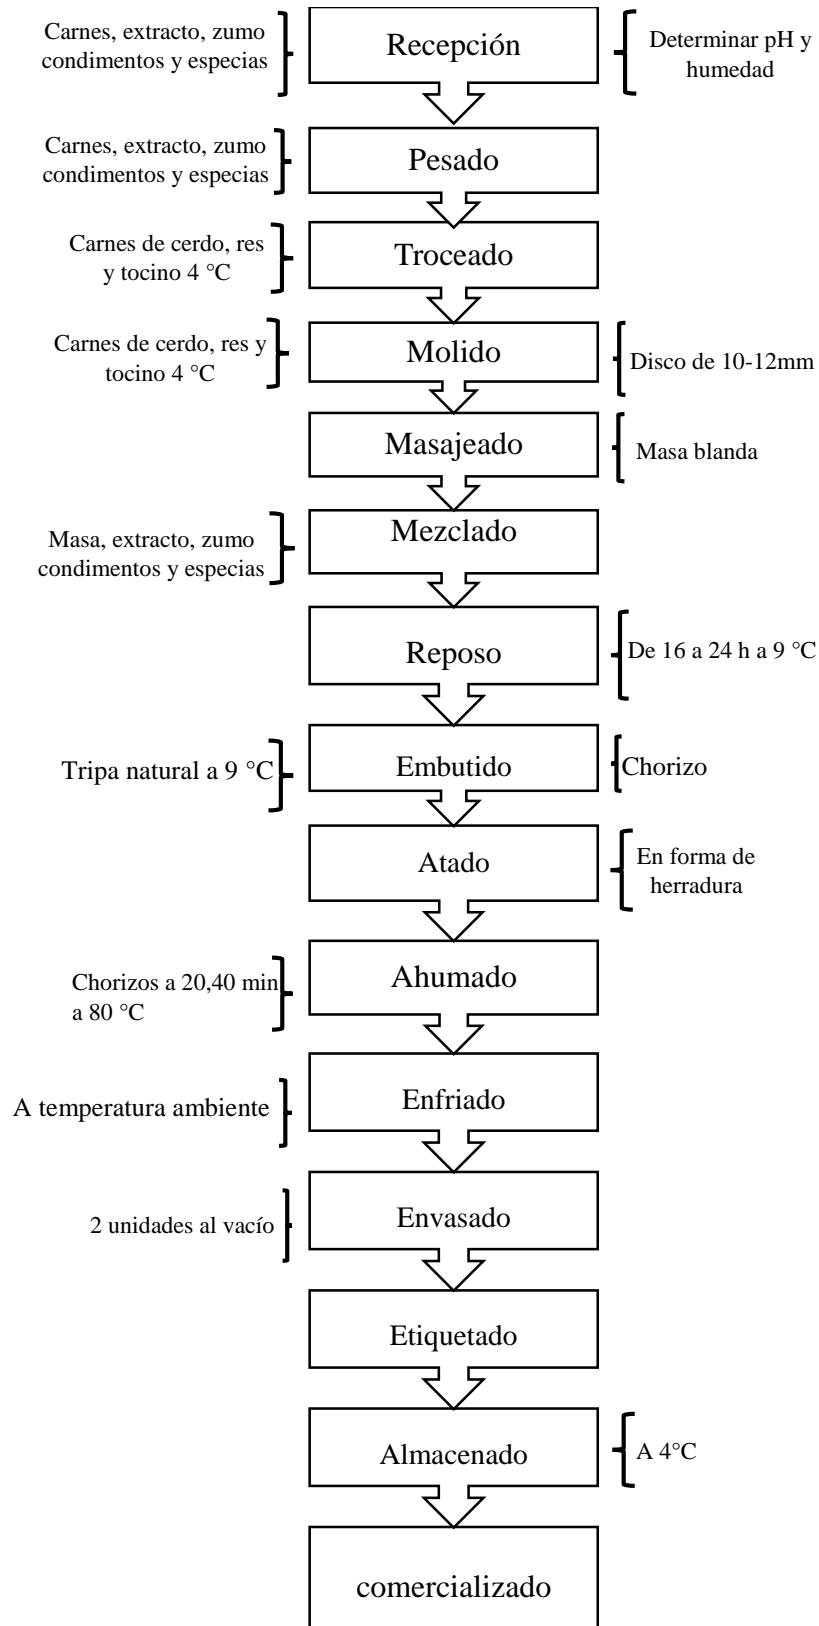 Carnes, extracto, zumo
condimentos y especias
Recepción
Determinar pH y
humedad
Carnes, extracto, zumo
condimentos y especias
Pesado
Carnes de cerdo, res
y tocino 4 °C
Troceado
Carnes de cerdo, res y
tocino 4 °C
Molido
Disco de 10-12mm
Masajeado
Masa blanda
Masa, extracto, zumo
condimentos y especias
Mezclado
Reposo
De 16 a 24 h a 9 °C
Tripa natural a 9 °C
Embutido
Chorizo
Atado
En forma de
herradura
Chorizos a 20,40 min
a 80 °C
Ahumado
A temperatura ambiente
Enfriado
2 unidades al vacío
Envasado
Etiquetado
Almacenado
A 4°C
comercializado